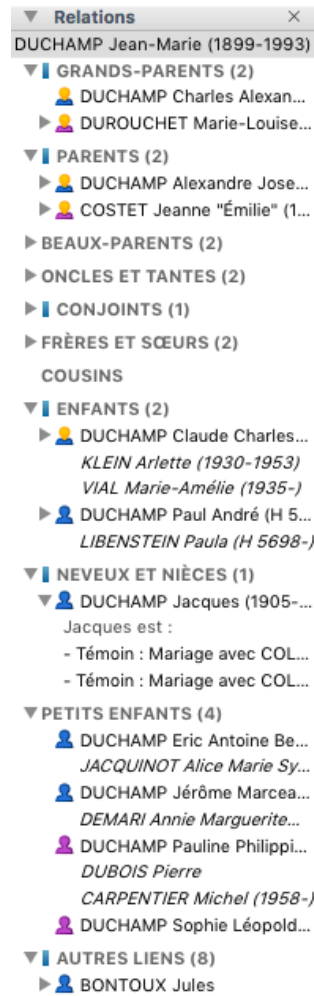 Relations
DUCHAMP Jean-Marie (1899-1993)
GRANDS-PARENTS (2)
DUCHAMP Charles Alexan...
DUROUCHET Marie-Louise...
PARENTS (2)
DUCHAMP Alexandre Jose...
COSTET Jeanne "Émilie" (1...
BEAUX-PARENTS (2)
ONCLES ET TANTES (2)
CONJOINTS (1)
FRÈRES ET SŒURS (2)
COUSINS
ENFANTS (2)
DUCHAMP Claude Charles...
KLEIN Arlette (1930-1953)
VIAL Marie-Amélie (1935-)
DUCHAMP Paul André (H 5...
LIBENSTEIN Paula (H 5698-)
NEVEUX ET NIÈCES (1)
DUCHAMP Jacques (1905-...
Jacques est :
- Témoin : Mariage avec COL...
- Témoin : Mariage avec COL...
PETITS ENFANTS (4)
DUCHAMP Eric Antoine Be...
JACQUINOT Alice Marie Sy...
DUCHAMP Jérôme Marcea...
DEMARI Annie Marguerite...
DUCHAMP Pauline Philippi...
DUBOIS Pierre
CARPENTIER Michel (1958-)
DUCHAMP Sophie Léopold...
AUTRES LIENS (8)
BONTOUX Jules